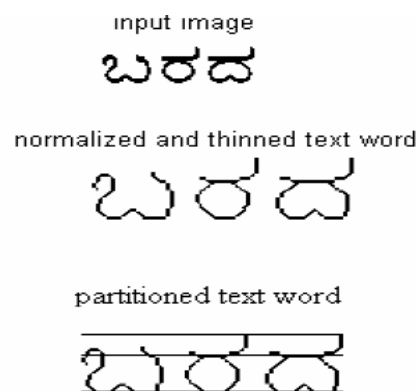 input image
ಬರದ
normalized and thinned text word
ಬರದ
partitioned text word
ಬರದ